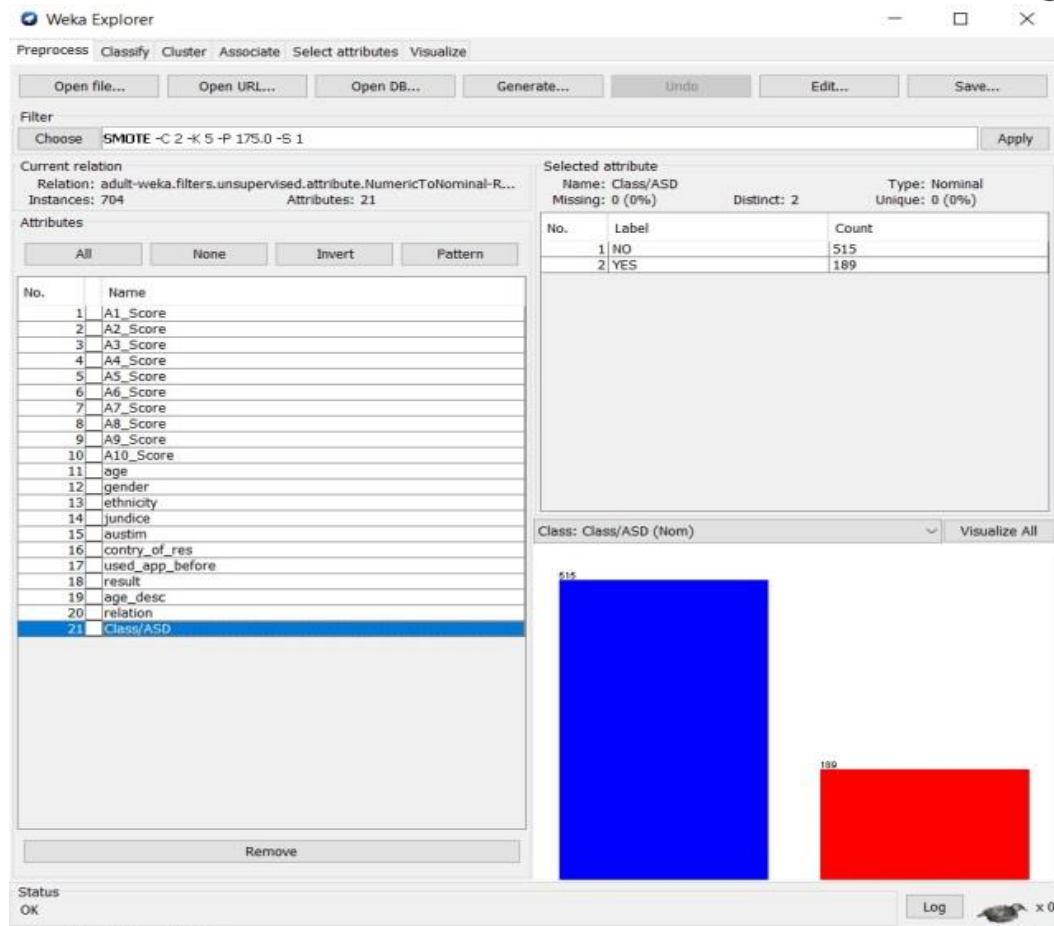 Weka Explorer
Preprocess Classify Cluster Associate Select attributes Visualize
Open file... Open URL... Open DB... Generate... Undo Edit... Save...
Filter
Choose SMOTE -C 2 -K 5 -P 175.0 -S 1 Apply
Current relation
Relation: adult-weka.filters.unsupervised.attribute.NumericToNominal-R...
Instances: 704 Attributes: 21
Attributes
All None Invert Pattern
No. Name
1 A1_Score
2 A2_Score
3 A3_Score
4 A4_Score
5 A5_Score
6 A6_Score
7 A7_Score
8 A8_Score
9 A9_Score
10 A10_Score
11 age
12 gender
13 ethnicity
14 jundice
15 austim
16 contry_of_res
17 used_app_before
18 result
19 age_desc
20 relation
21 Class/ASD
Remove
Selected attribute
Name: Class/ASD Type: Nominal
Missing: 0 (0%) Distinct: 2 Unique: 0 (0%)
No. Label Count
1 NO 515
2 YES 189
Class: Class/ASD (Nom) Visualize All
515
189
Status
OK
Log x 0